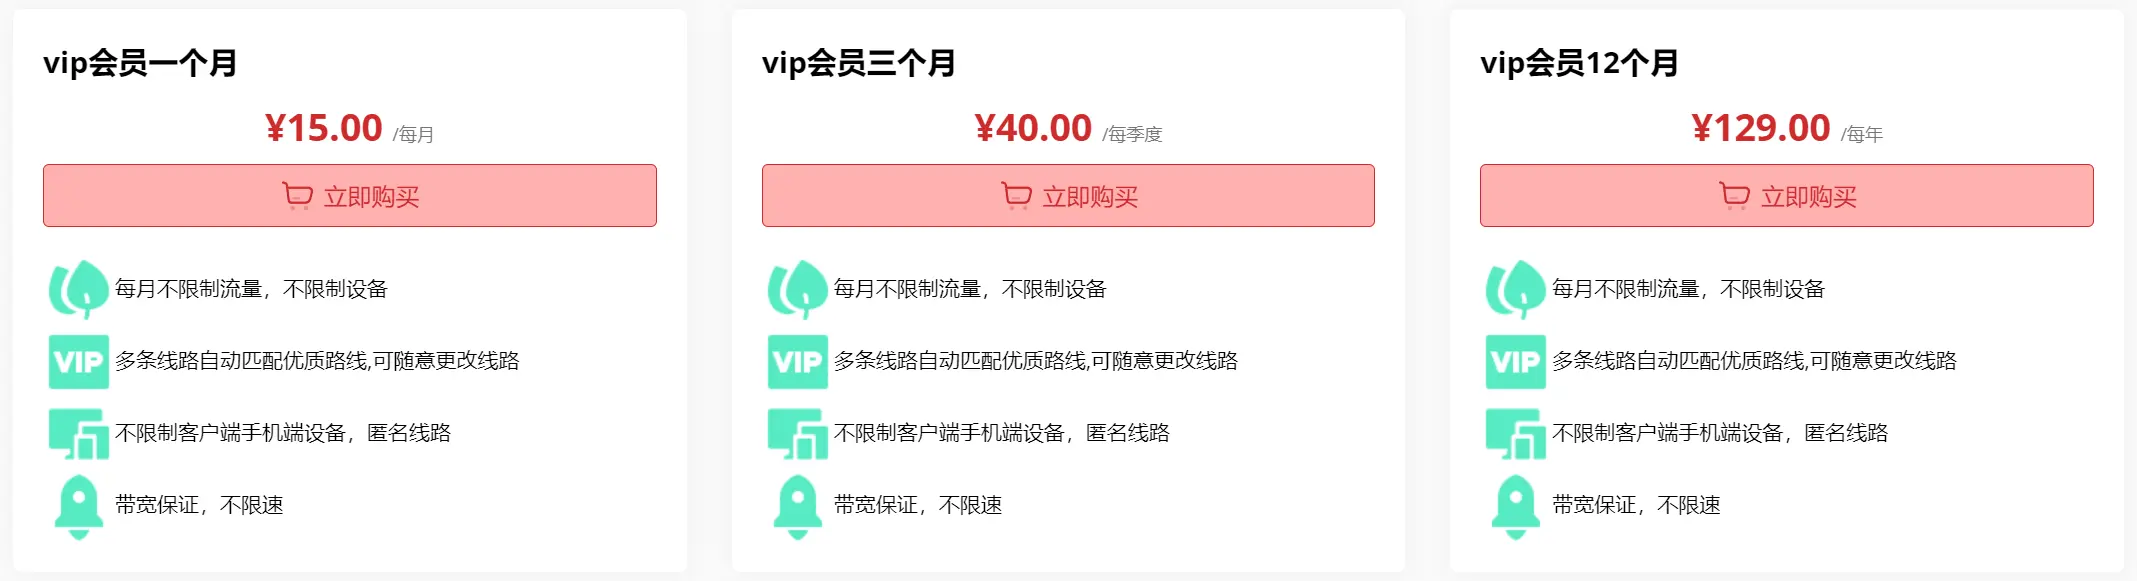 vip会员一个月
¥15.00 /每月
立即购买
每月不限制流量，不限制设备
VIP 多条线路自动匹配优质路线,可随意更改线路
不限制客户端手机端设备，匿名线路
带宽保证，不限速
vip会员三个月
¥40.00 /每季度
立即购买
每月不限制流量，不限制设备
VIP 多条线路自动匹配优质路线,可随意更改线路
不限制客户端手机端设备，匿名线路
带宽保证，不限速
vip会员12个月
¥129.00 /每年
立即购买
每月不限制流量，不限制设备
VIP 多条线路自动匹配优质路线,可随意更改线路
不限制客户端手机端设备，匿名线路
带宽保证，不限速